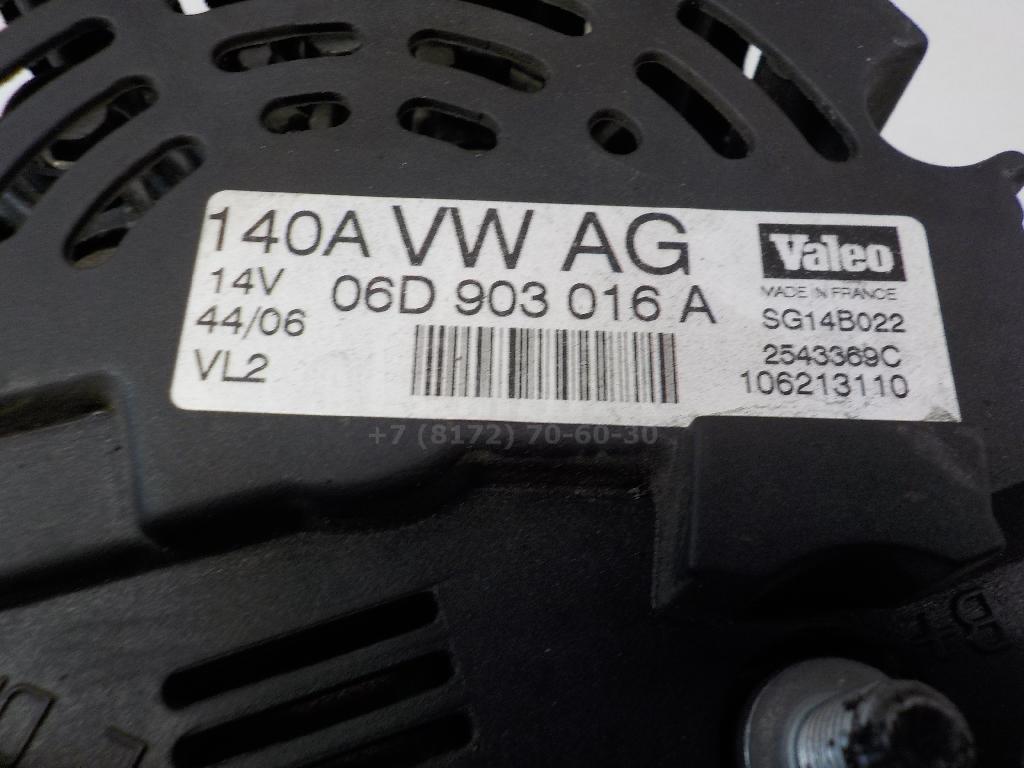 140A VW AG
14V
06D 903 016 A
44/06
VL2
Valeo
MADE IN FRANCE
SG14B022
2543369C
106213110
+7 (8172) 70-60-30
B+